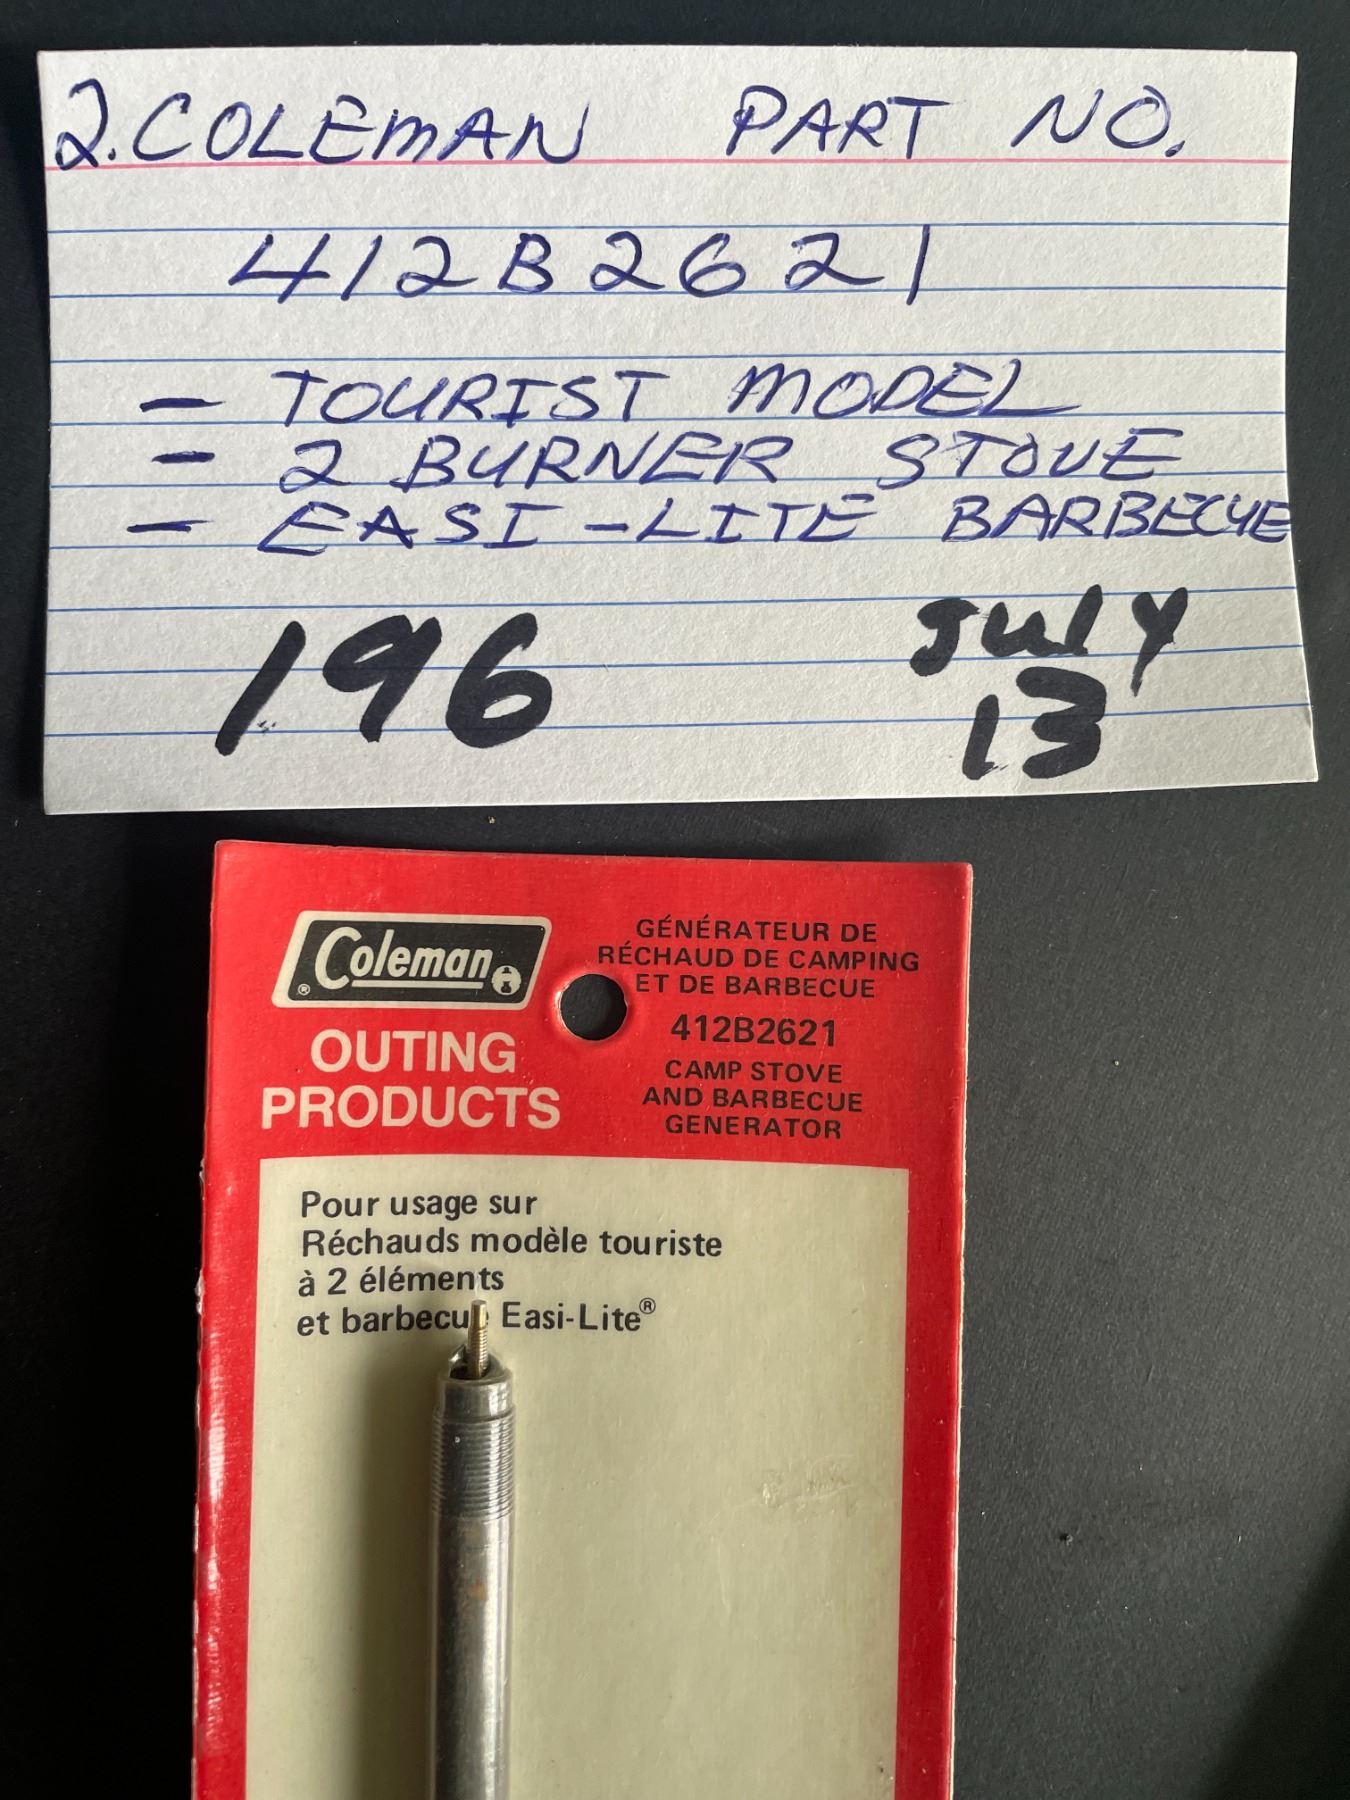 2. COLEMAN PART NO.
412B2621
- TOURIST MODEL
- 2 BURNER STOVE
- EASI-LITE BARBECUE
196
July
13
Coleman®
OUTING
PRODUCTS
GÉNÉRATEUR DE
RÉCHAUD DE CAMPING
ET DE BARBECUE
412B2621
CAMP STOVE
AND BARBECUE
GENERATOR
Pour usage sur
Réchauds modèle touriste
à 2 éléments
et barbecue Easi-Lite®